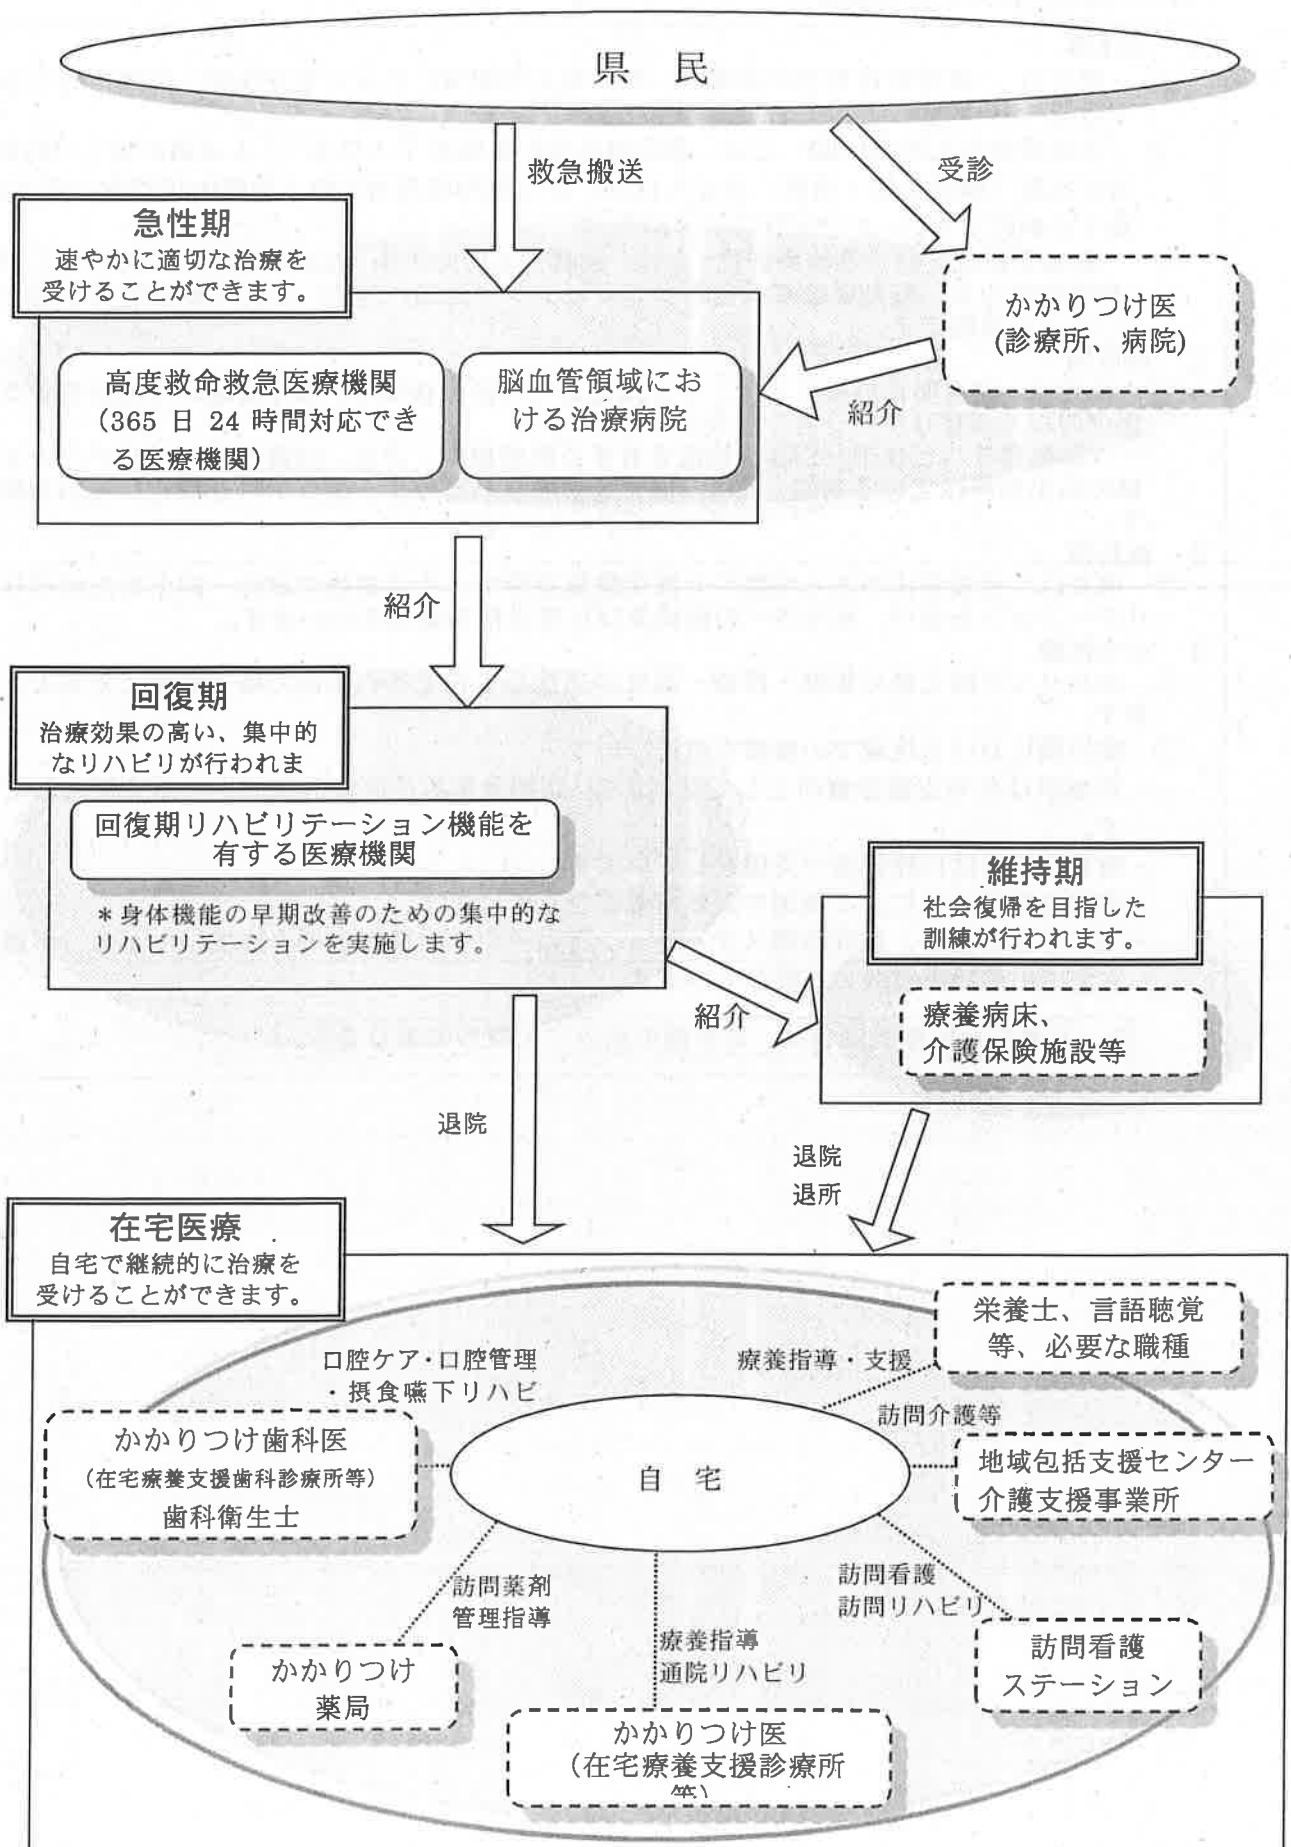 県 民
救急搬送
受診
急性期
速やかに適切な治療を
受けることができます。
かかりつけ医
(診療所、病院)
高度救命救急医療機関
(365 日 24 時間対応でき
る医療機関)
脳血管領域にお
ける治療病院
紹介
紹介
回復期
治療効果の高い、集中的
なリハビリが行われま
回復期リハビリテーション機能を
有する医療機関
＊身体機能の早期改善のための集中的な
リハビリテーションを実施します。
維持期
社会復帰を目指した
訓練が行われます。
紹介
療養病床、
介護保険施設等
退院
退院
退所
在宅医療
自宅で継続的に治療を
受けることができます。
栄養士、言語聴覚
等、必要な職種
口腔ケア・口腔管理
・摂食嚥下リハビ
療養指導・支援
訪問介護等
かかりつけ歯科医
(在宅療養支援歯科診療所等)
歯科衛生士
自 宅
地域包括支援センター
介護支援事業所
訪問薬剤
管理指導
訪問看護
訪問リハビリ
療養指導
通院リハビリ
かかりつけ
薬局
訪問看護
ステーション
かかりつけ医
(在宅療養支援診療所
等)